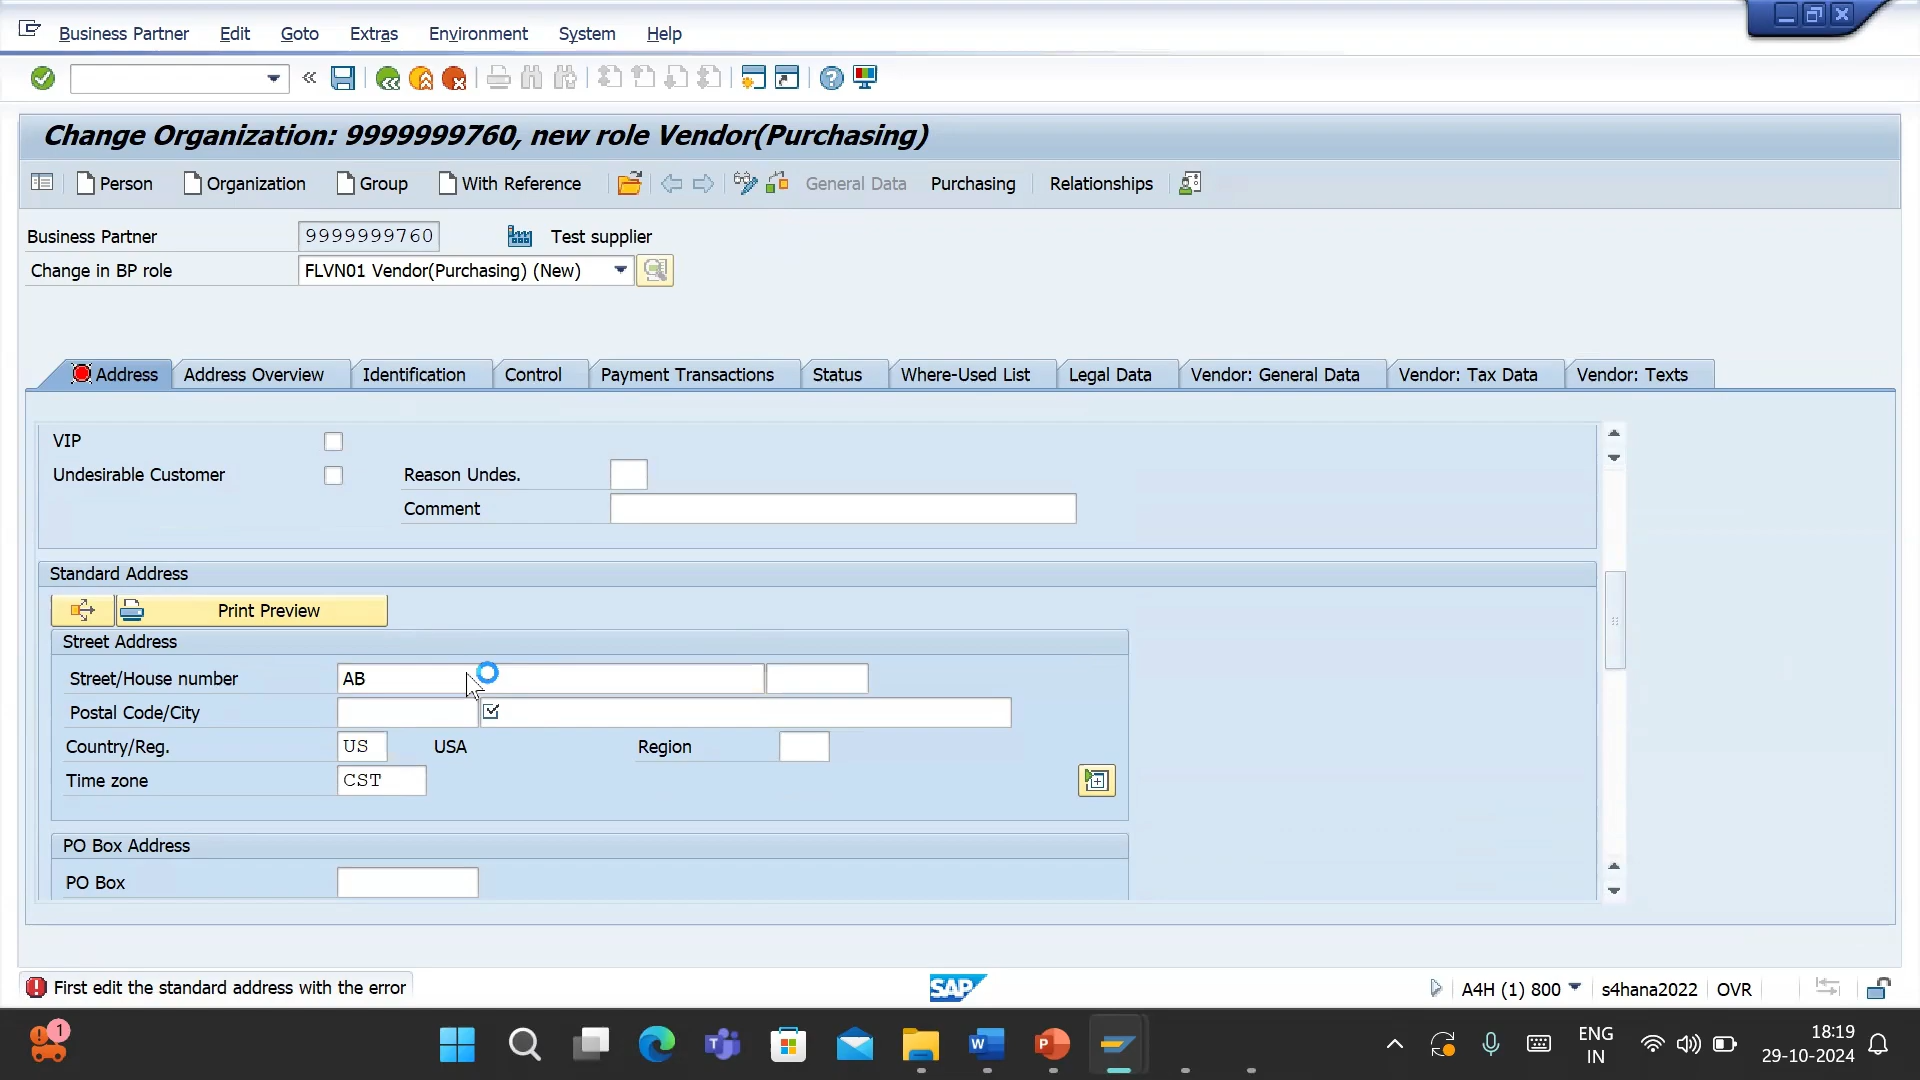 Business Partner Edit Goto Extras Environment System Help
Change Organization: 9999999760, new role Vendor(Purchasing)
Person Organization Group With Reference General Data Purchasing Relationships
Business Partner 9999999760 Test supplier
Change in BP role FLVN01 Vendor(Purchasing) (New)
Address Address Overview Identification Control Payment Transactions Status Where-Used List Legal Data Vendor: General Data Vendor: Tax Data Vendor: Texts
VIP
Undesirable Customer Reason Undes.
Comment
Standard Address
Print Preview
Street Address
Street/House number AB
Postal Code/City
Country/Reg. US USA Region
Time zone CST
PO Box Address
PO Box
First edit the standard address with the error SAP A4H (1) 800 s4hana2022 OVR
1 ENG 18:19
IN 29-10-2024